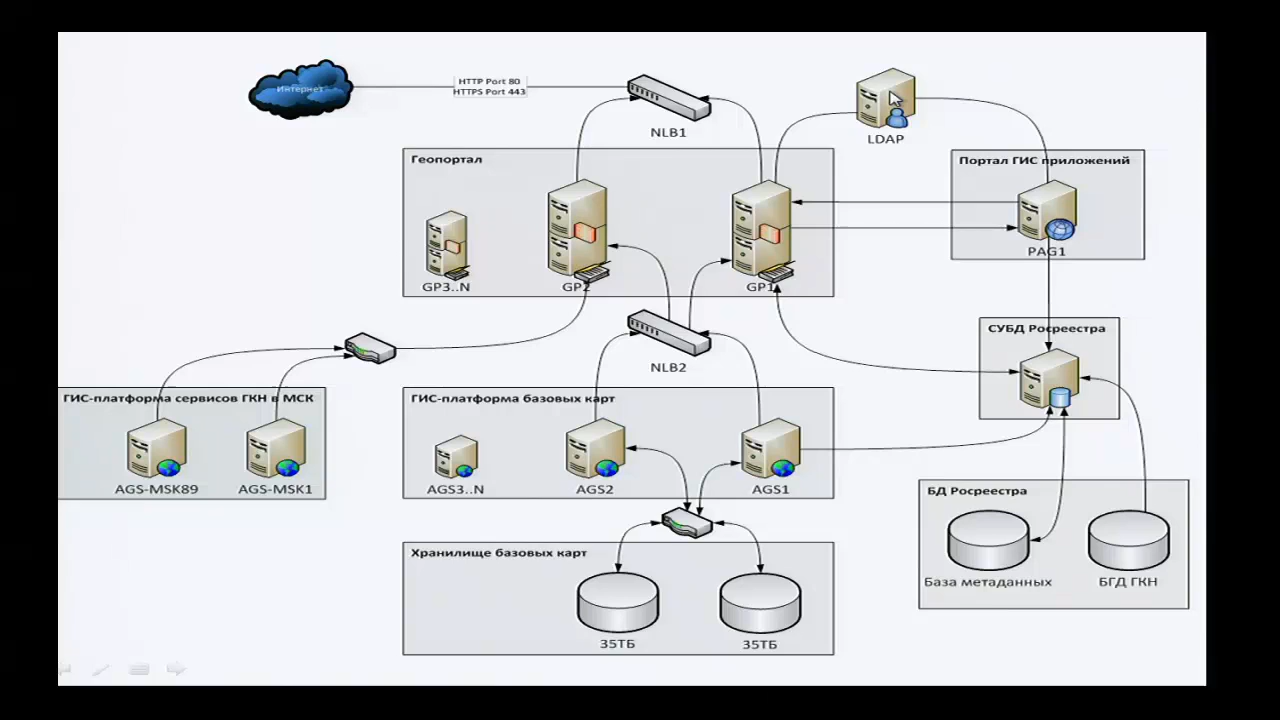 Интернет
HTTP Port 80
HTTPS Port 443
NLB1
LDAP
Геопортал
GP3..N
GP2
GP1
Портал ГИС приложений
PAG1
NLB2
СУБД Росреестра
ГИС-платформа сервисов ГКН в МСК
AGS-MSK89
AGS-MSK1
ГИС-платформа базовых карт
AGS3..N
AGS2
AGS1
БД Росреестра
База метаданных
БГД ГКН
Хранилище базовых карт
35ТБ
35ТБ